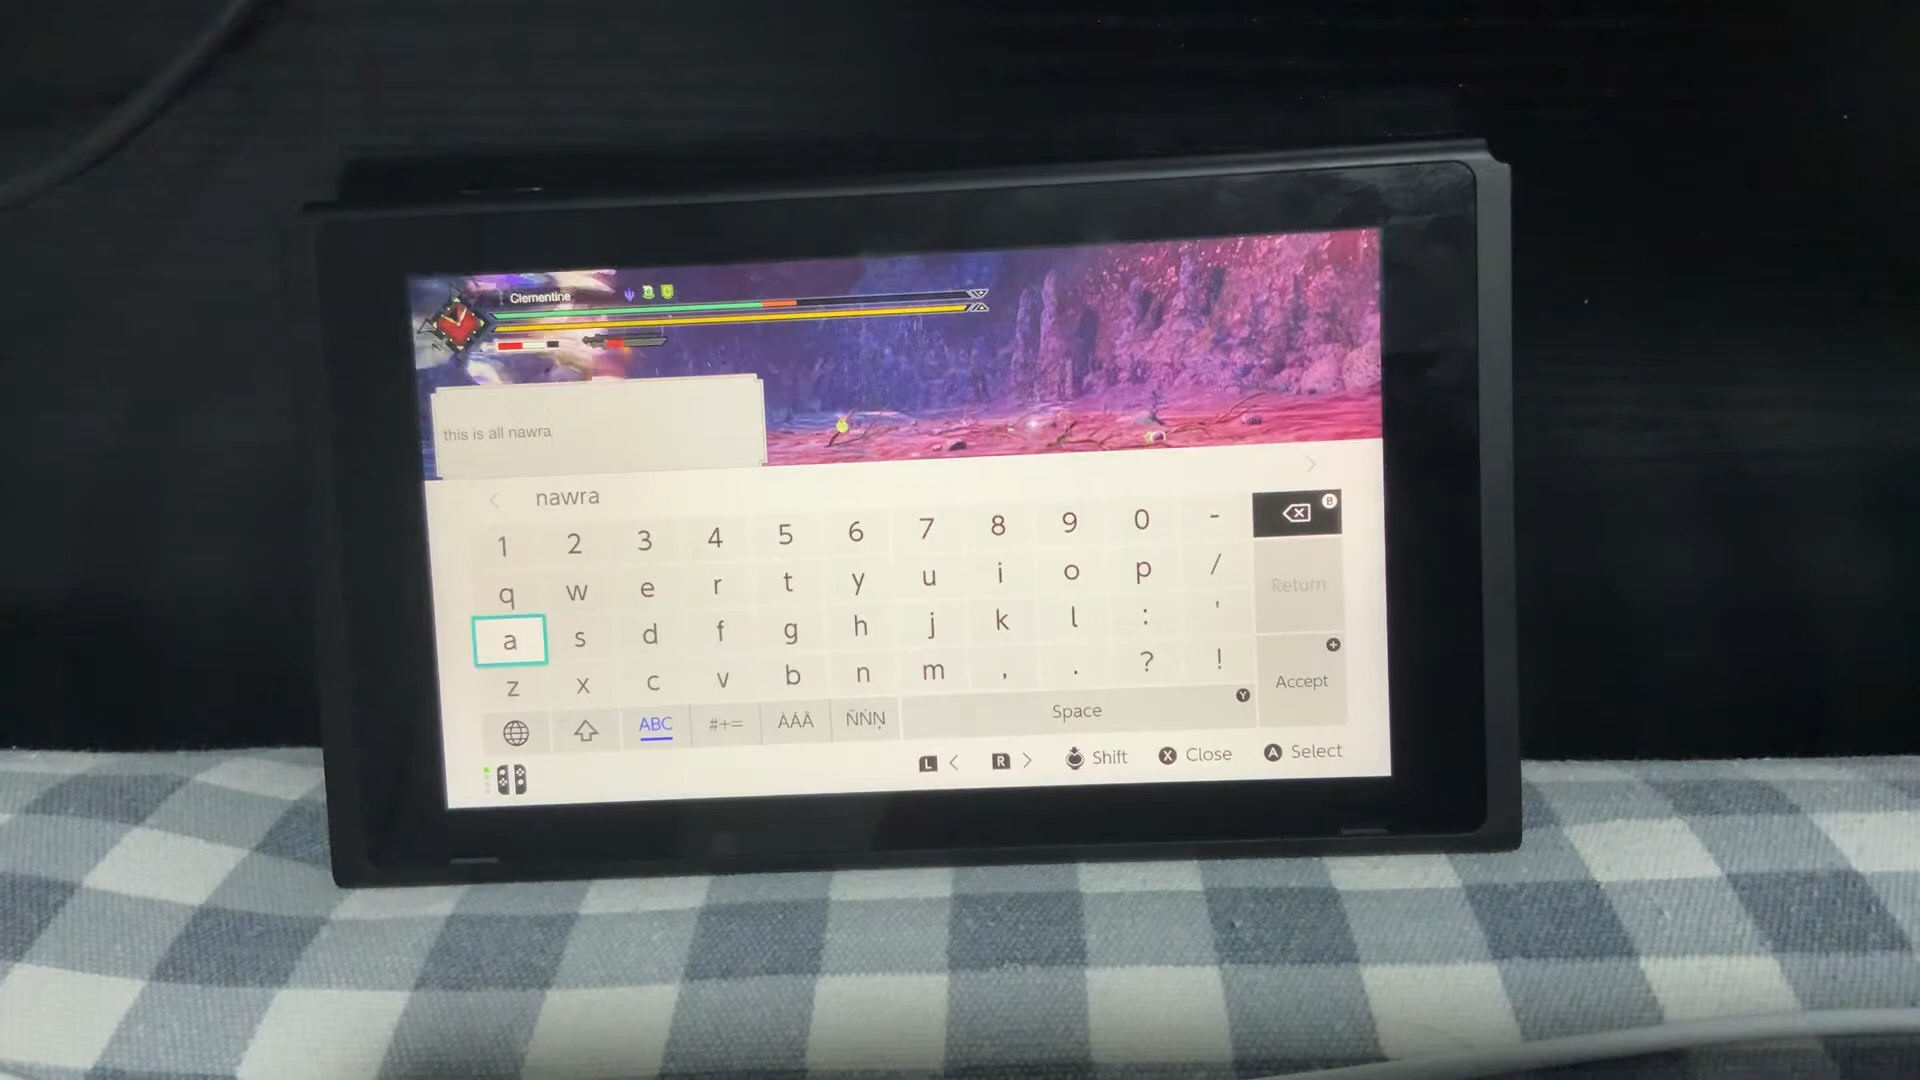 Clementine
this is all nawra
nawra
1 2 3 4 5 6 7 8 9 0 - B
q w e r t y u i o p / Return
a s d f g h j k l : '
z x c v b n m , . ? ! + Accept
ABC #+= ÀÁÂ ÑŃŅ Space Y
L < R > Shift X Close A Select